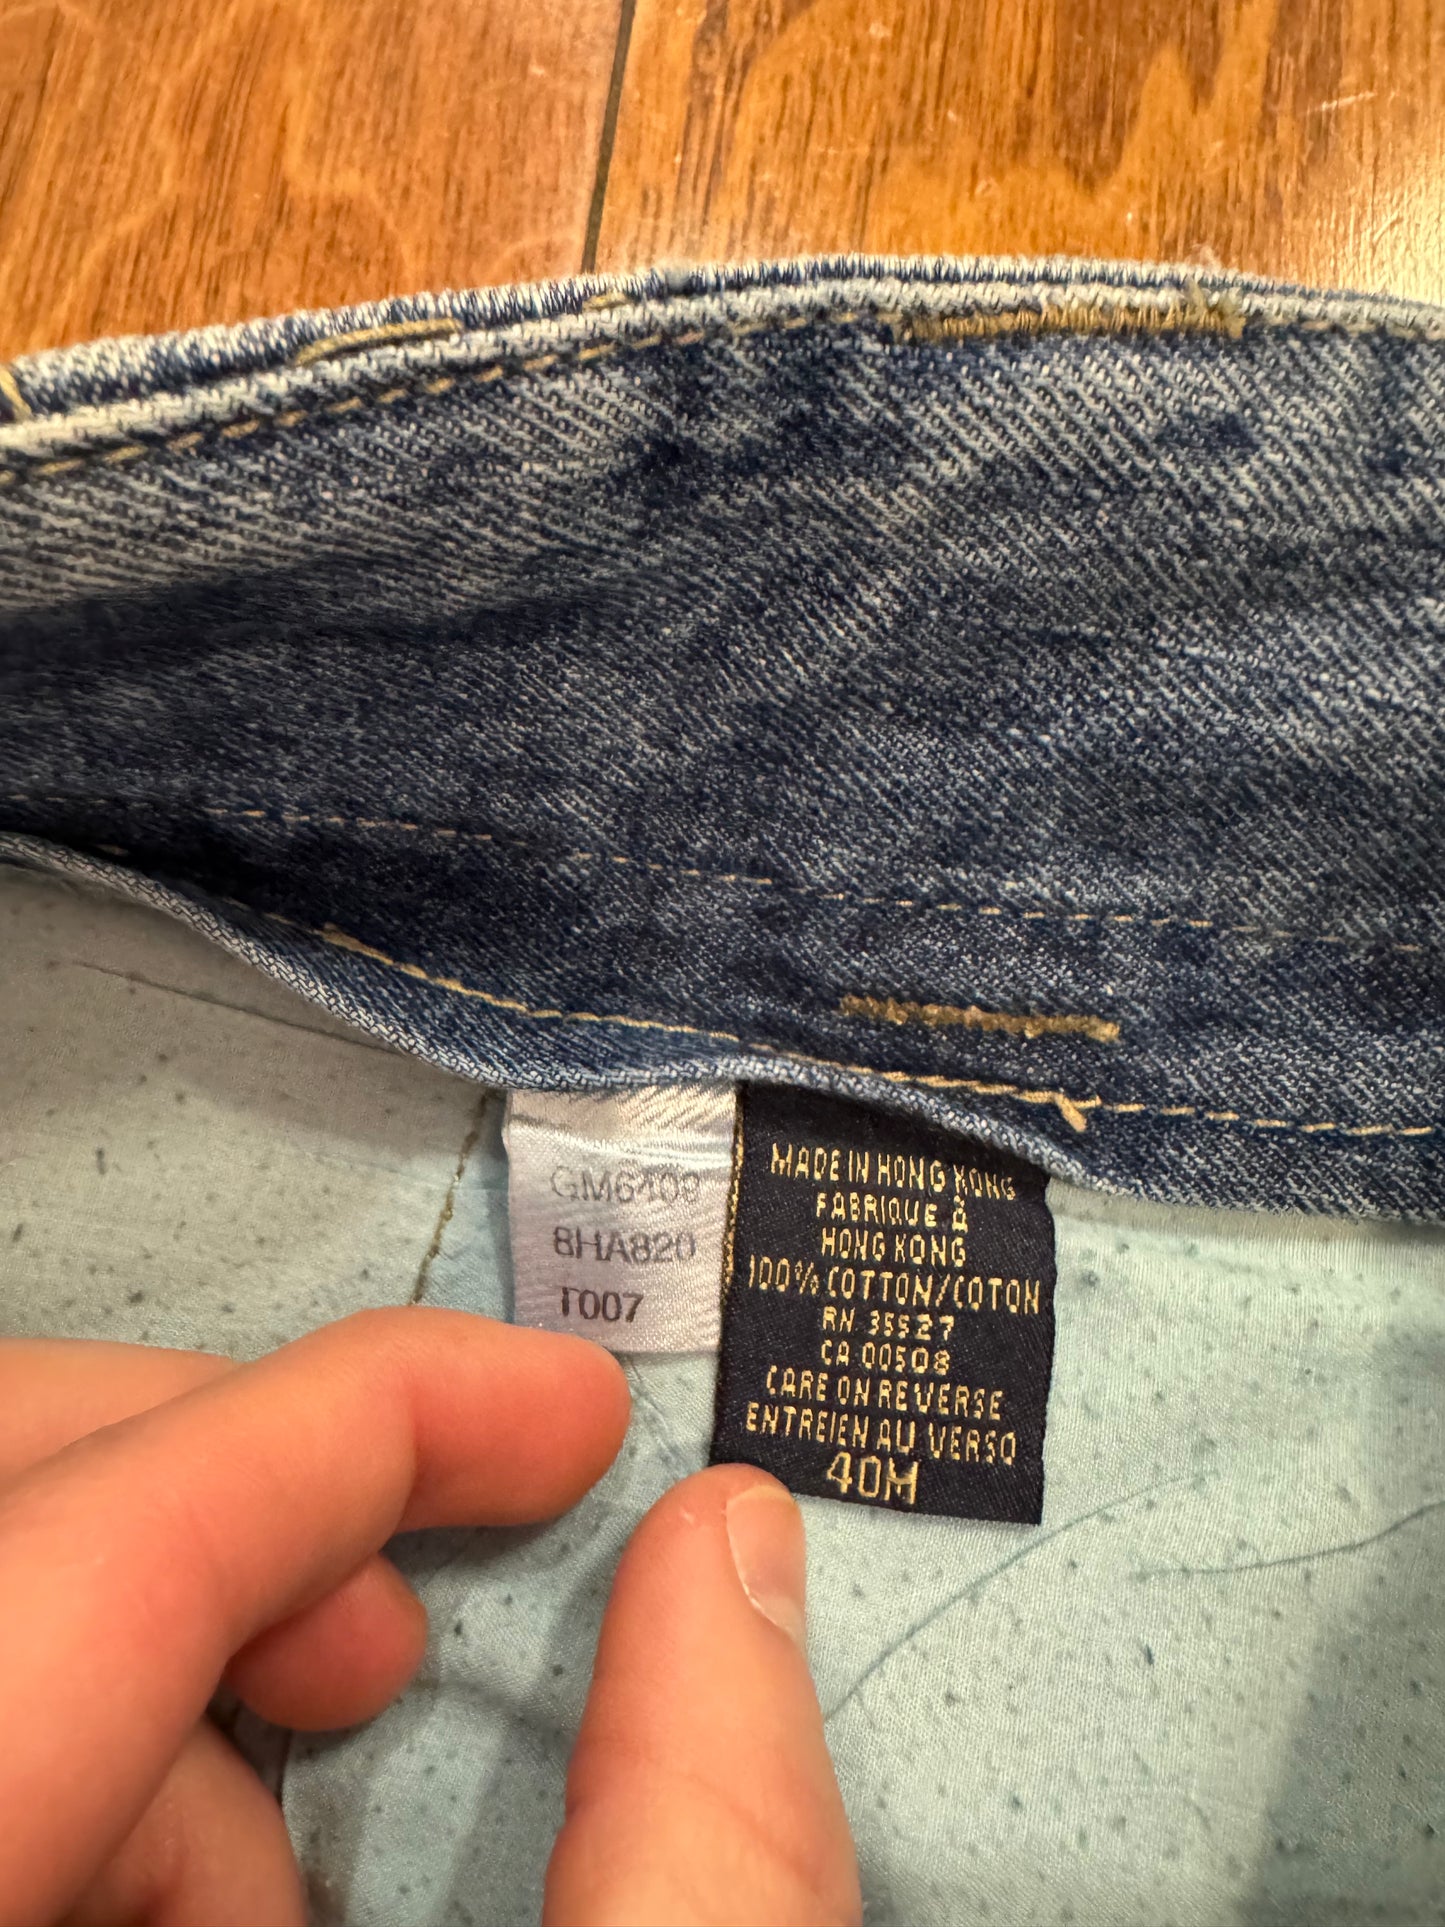 GM6409
8HA820
T007
MADE IN HONG KONG
FABRIQUE À
HONG KONG
100% COTTON/COTON
RN 35527
CA 00508
CARE ON REVERSE
ENTREIEN AU VERSO
40M